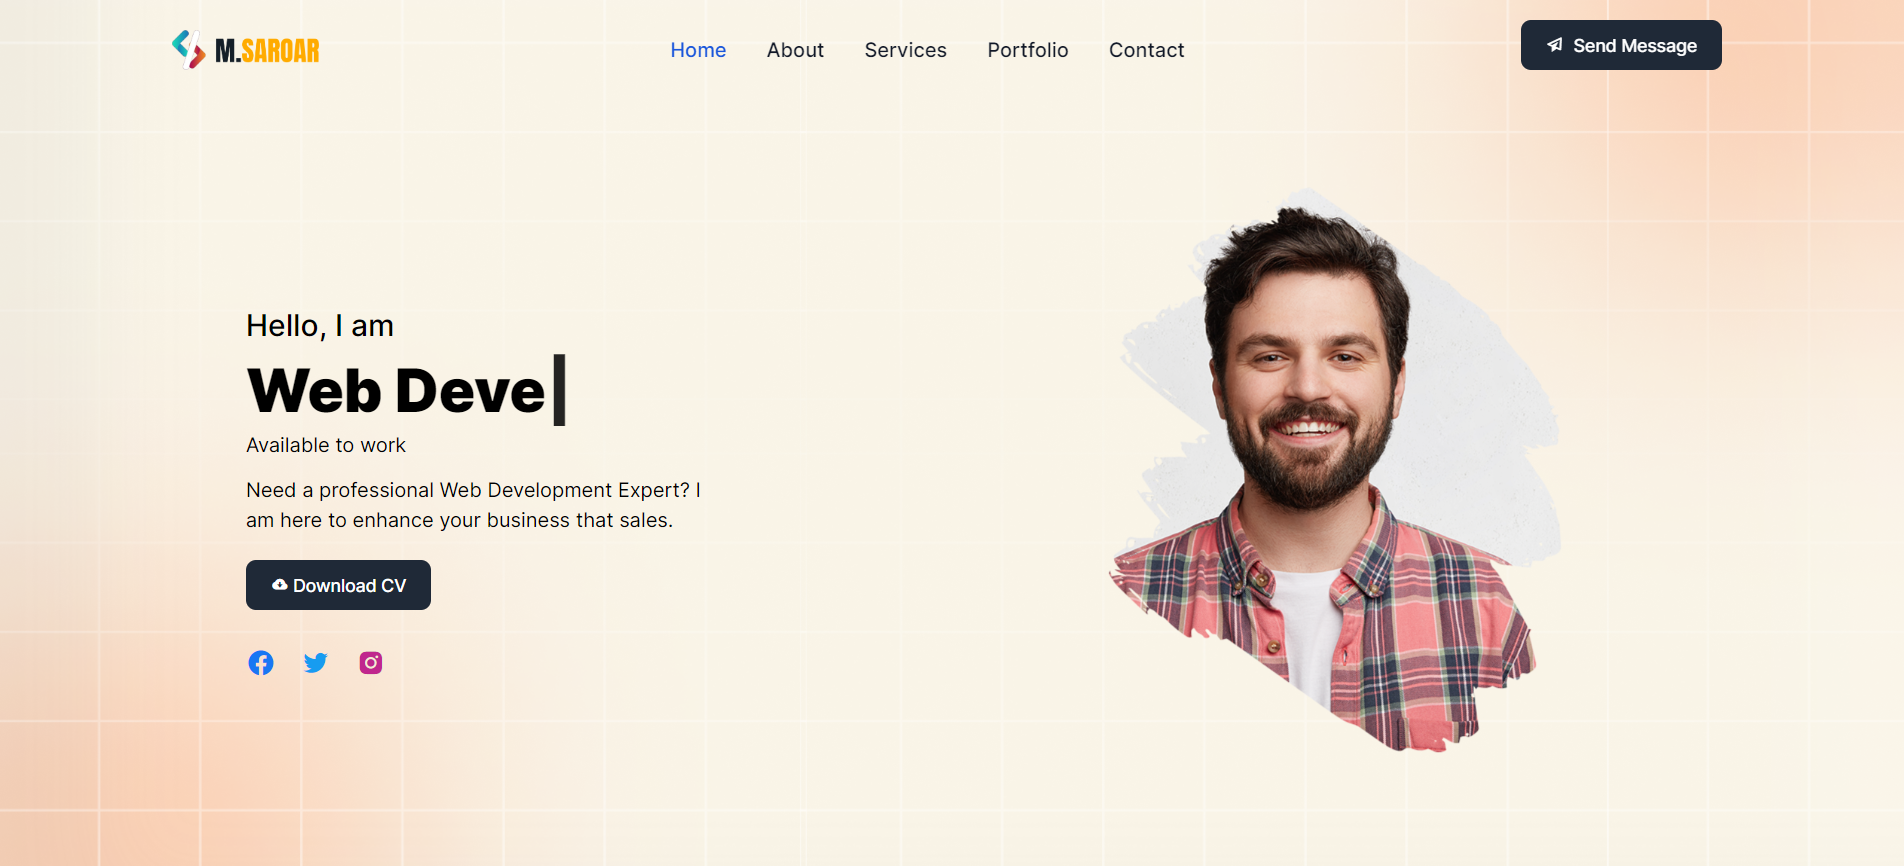 M.SAROAR
Home About Services Portfolio Contact
Send Message
Hello, I am
Web Deve
Available to work
Need a professional Web Development Expert? I
am here to enhance your business that sales.
Download CV